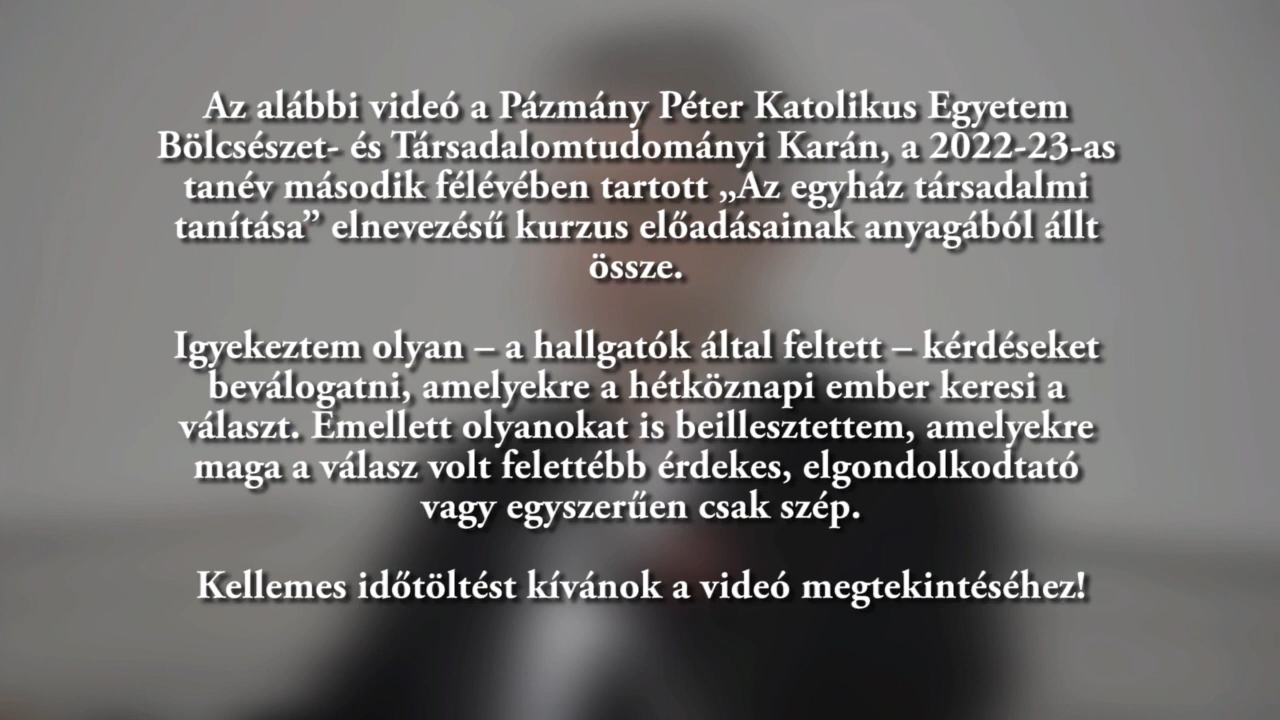 Az alábbi videó a Pázmány Péter Katolikus Egyetem
Bölcsészet- és Társadalomtudományi Karán, a 2022-23-as
tanév második félévében tartott „Az egyház társadalmi
tanítása” elnevezésű kurzus előadásainak anyagából állt
össze.
Igyekeztem olyan – a hallgatók által feltett – kérdéseket
beválogatni, amelyekre a hétköznapi ember keresi a
választ. Emellett olyanokat is beillesztettem, amelyekre
maga a válasz volt felettébb érdekes, elgondolkodtató
vagy egyszerűen csak szép.
Kellemes időtöltést kívánok a videó megtekintéséhez!